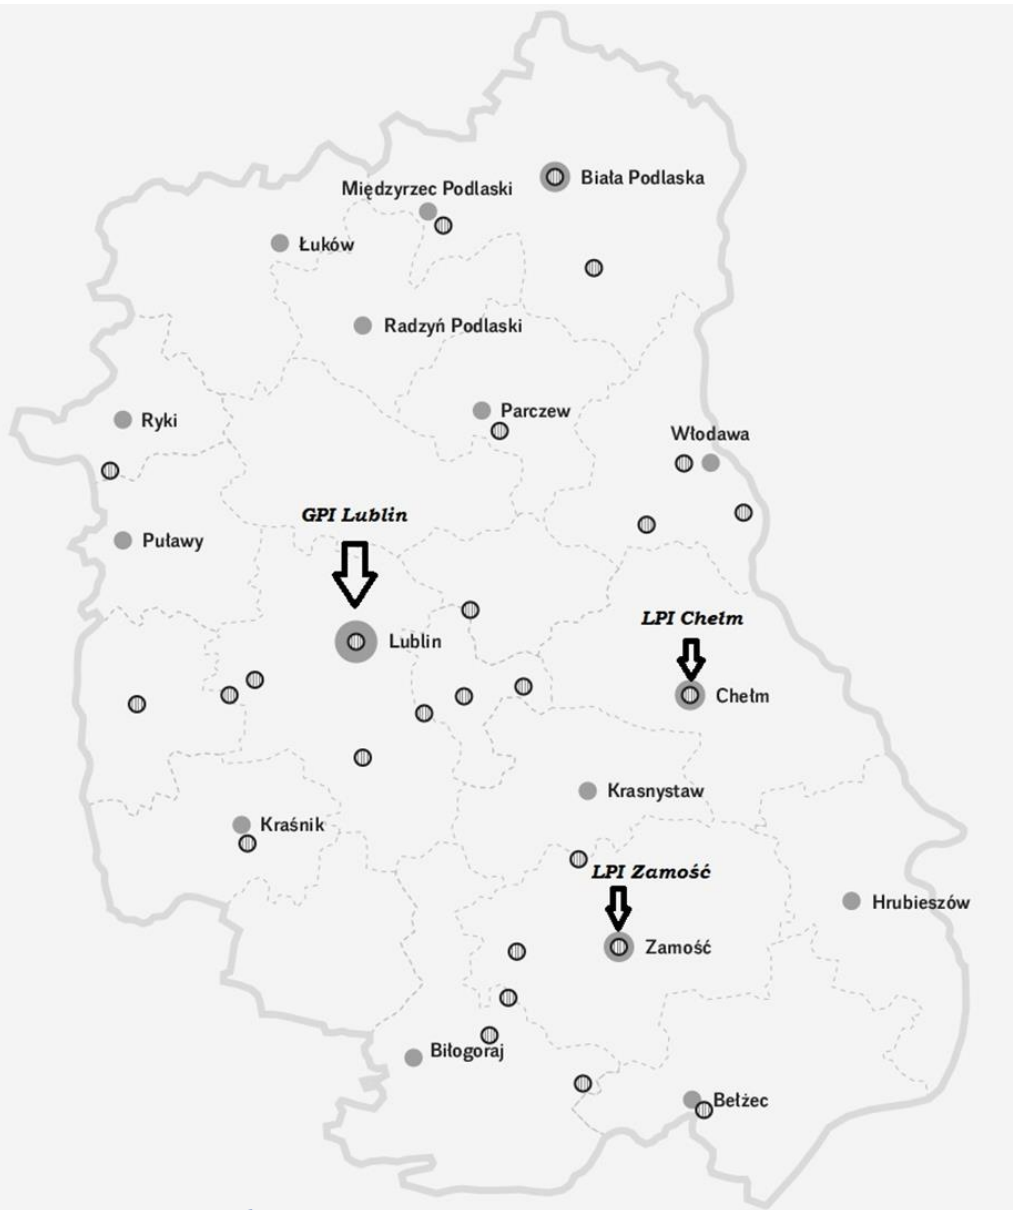 Biała Podlaska
Międzyrzec Podlaski
Łuków
Radzyń Podlaski
Parczew
Ryki
Włodawa
GPI Lublin
Puławy
LPI Chełm
Lublin
Chełm
Krasnystaw
Kraśnik
LPI Zamość
Hrubieszów
Zamość
Biłogoraj
Bełżec